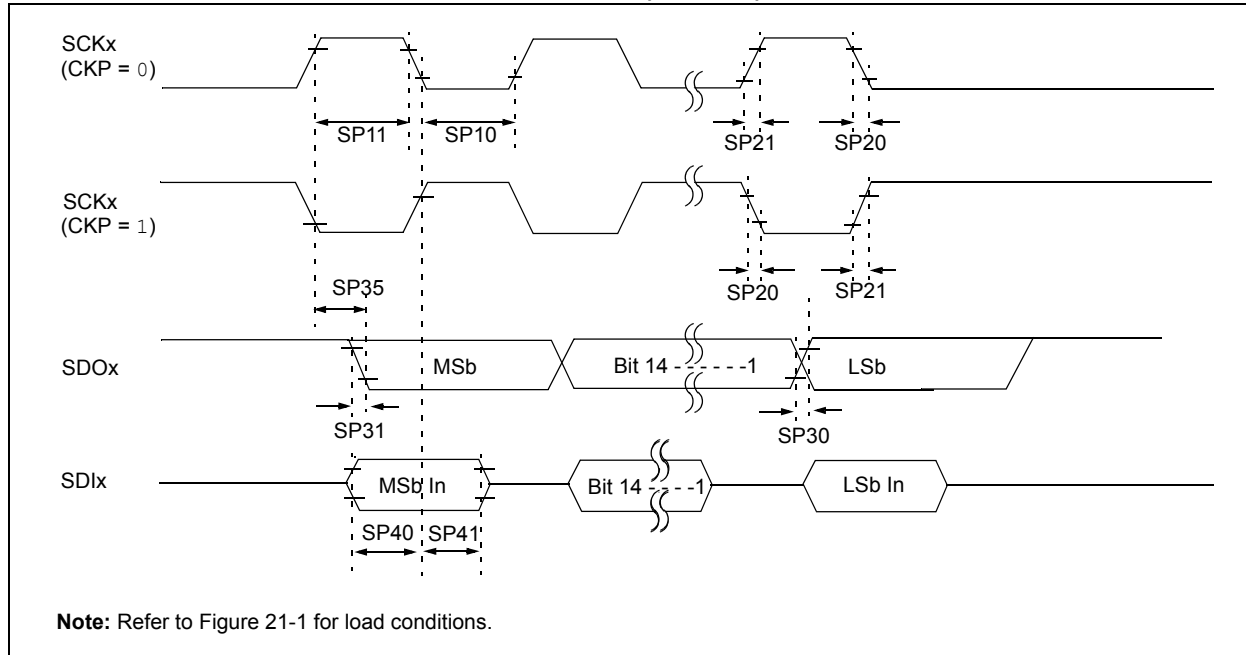 SCKx
(CKP = 0)
SP11
SP10
SP21
SP20
SCKx
(CKP = 1)
SP35
SP20
SP21
SDOx
MSb
Bit 14 - - - - - -1
LSb
SP31
SP30
SDIx
MSb In
Bit 14 - - - -1
LSb In
SP40
SP41
Note: Refer to Figure 21-1 for load conditions.